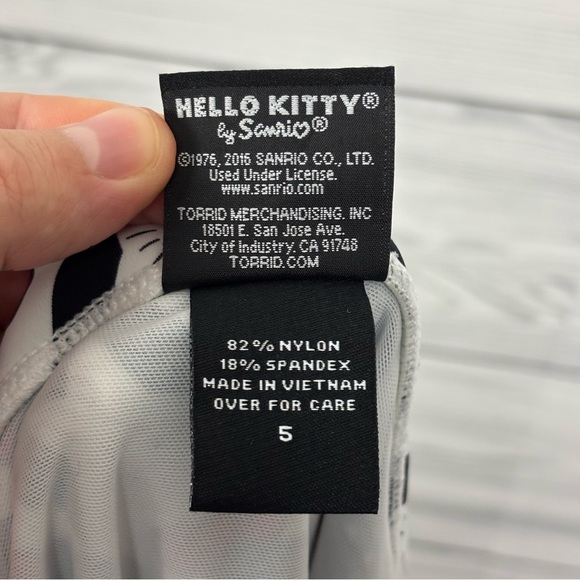 HELLO KITTY®
by Sanrio®
©1976, 2016 SANRIO CO., LTD.
Used Under License.
www.sanrio.com
TORRID MERCHANDISING, INC
18501 E. San Jose Ave.
City of Industry, CA 91748
TORRID.COM
82% NYLON
18% SPANDEX
MADE IN VIETNAM
OVER FOR CARE
5